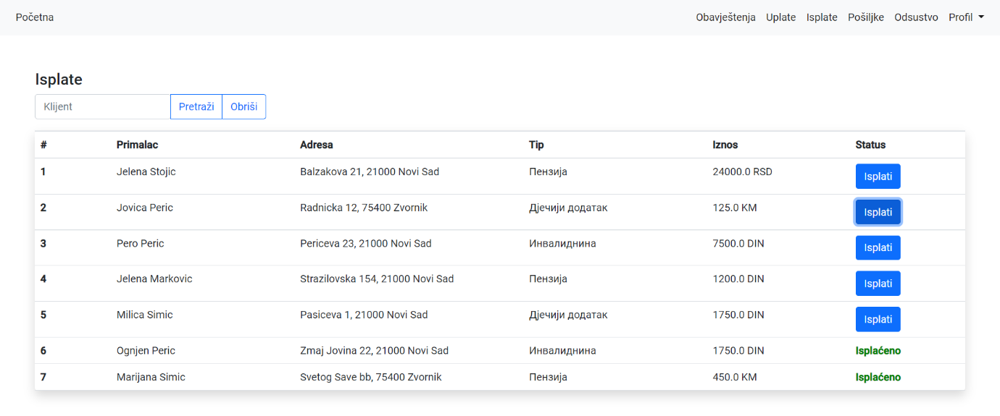 Početna Obavještenja Uplate Isplate Pošiljke Odsustvo Profil
Isplate
Klijent Pretraži Obriši
# Primalac Adresa Tip Iznos Status
1 Jelena Stojic Balzakova 21, 21000 Novi Sad Пензија 24000.0 RSD Isplati
2 Jovica Peric Radnicka 12, 75400 Zvornik Дјечији додатак 125.0 KM Isplati
3 Pero Peric Periceva 23, 21000 Novi Sad Инвалиднина 7500.0 DIN Isplati
4 Jelena Markovic Strazilovska 154, 21000 Novi Sad Пензија 1200.0 DIN Isplati
5 Milica Simic Pasiceva 1, 21000 Novi Sad Дјечији додатак 1750.0 DIN Isplati
6 Ognjen Peric Zmaj Jovina 22, 21000 Novi Sad Инвалиднина 1750.0 DIN Isplaćeno
7 Marijana Simic Svetog Save bb, 75400 Zvornik Пензија 450.0 KM Isplaćeno